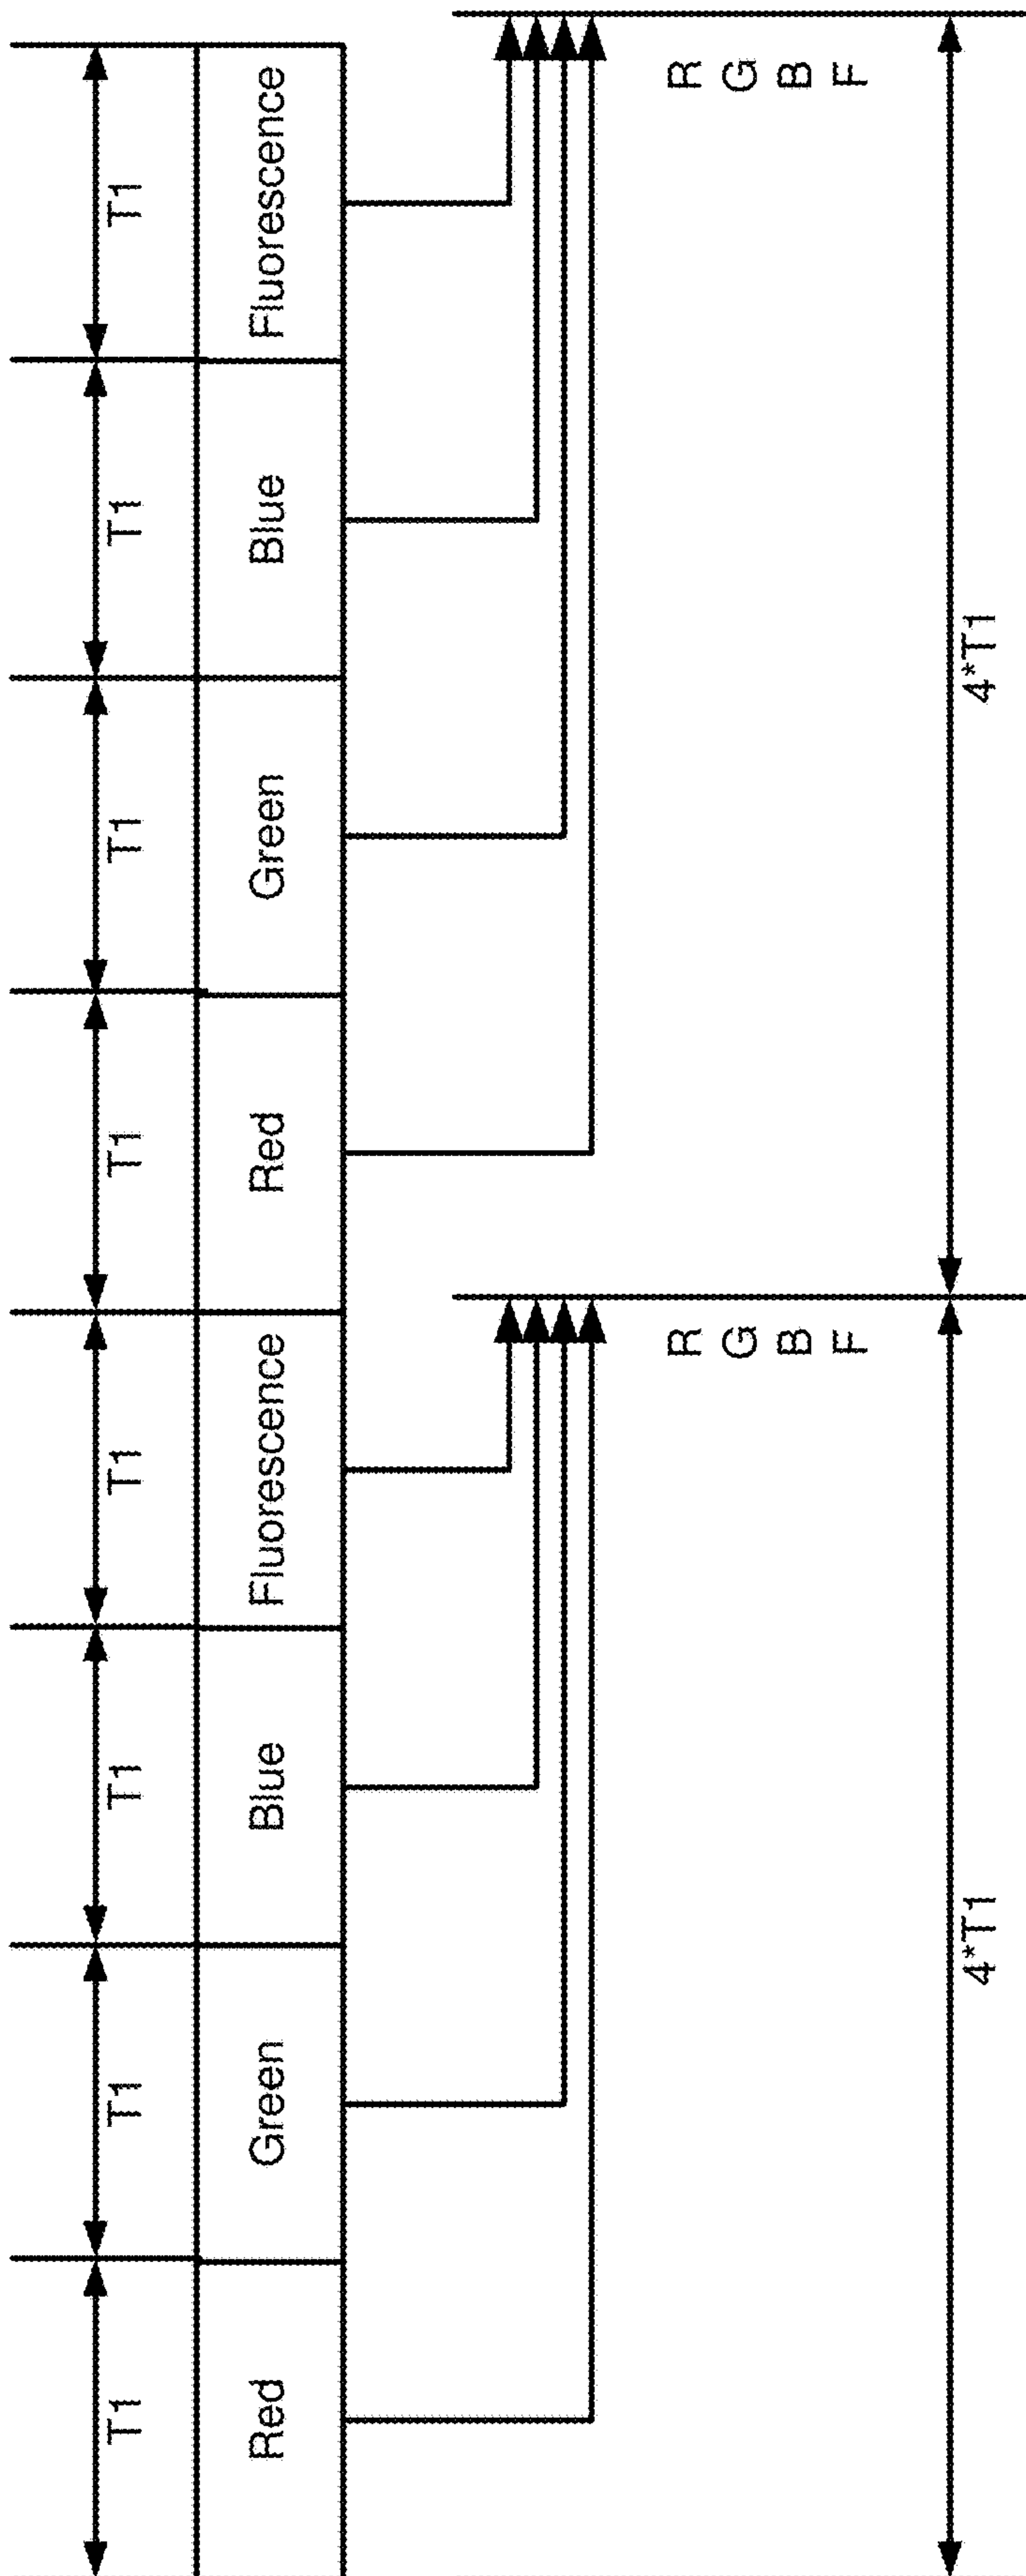 T1 T1 T1 T1 T1 T1 T1 T1
Red Green Blue Fluorescence Red Green Blue Fluorescence
R R
G G
B B
F F
4*T1 4*T1